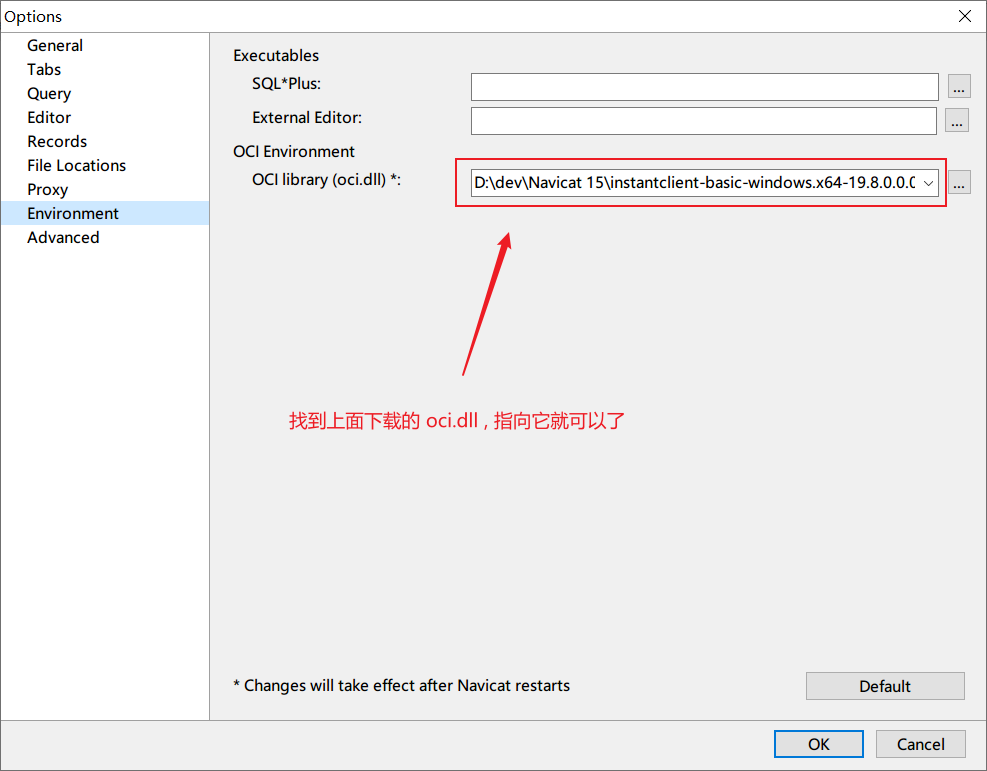 Options
General
Tabs
Query
Editor
Records
File Locations
Proxy
Environment
Advanced
Executables
SQL*Plus:
...
External Editor:
...
OCI Environment
OCI library (oci.dll) *:
D:\dev\Navicat 15\instantclient-basic-windows.x64-19.8.0.0.0
...
找到上面下载的 oci.dll , 指向它就可以了
* Changes will take effect after Navicat restarts
Default
OK
Cancel